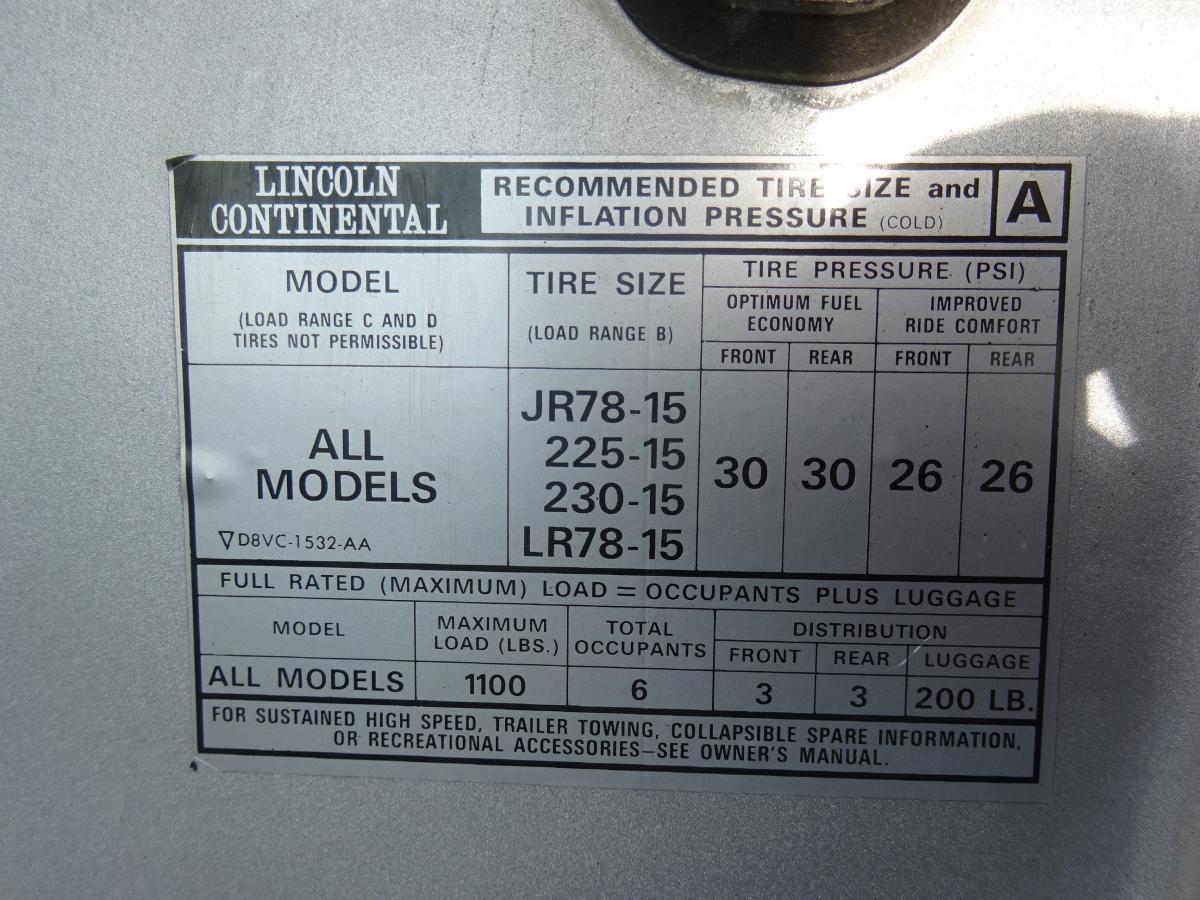 LINCOLN
CONTINENTAL
RECOMMENDED TIRE SIZE and
INFLATION PRESSURE (COLD)
A
MODEL
(LOAD RANGE C AND D
TIRES NOT PERMISSIBLE)
TIRE SIZE
(LOAD RANGE B)
TIRE PRESSURE (PSI)
OPTIMUM FUEL
ECONOMY
IMPROVED
RIDE COMFORT
FRONT REAR FRONT REAR
ALL
MODELS
▽D8VC-1532-AA
JR78-15
225-15
230-15
LR78-15
30 30 26 26
FULL RATED (MAXIMUM) LOAD = OCCUPANTS PLUS LUGGAGE
MODEL
MAXIMUM
LOAD (LBS.)
TOTAL
OCCUPANTS
DISTRIBUTION
FRONT REAR LUGGAGE
ALL MODELS 1100 6 3 3 200 LB.
FOR SUSTAINED HIGH SPEED, TRAILER TOWING, COLLAPSIBLE SPARE INFORMATION,
OR RECREATIONAL ACCESSORIES–SEE OWNER'S MANUAL.